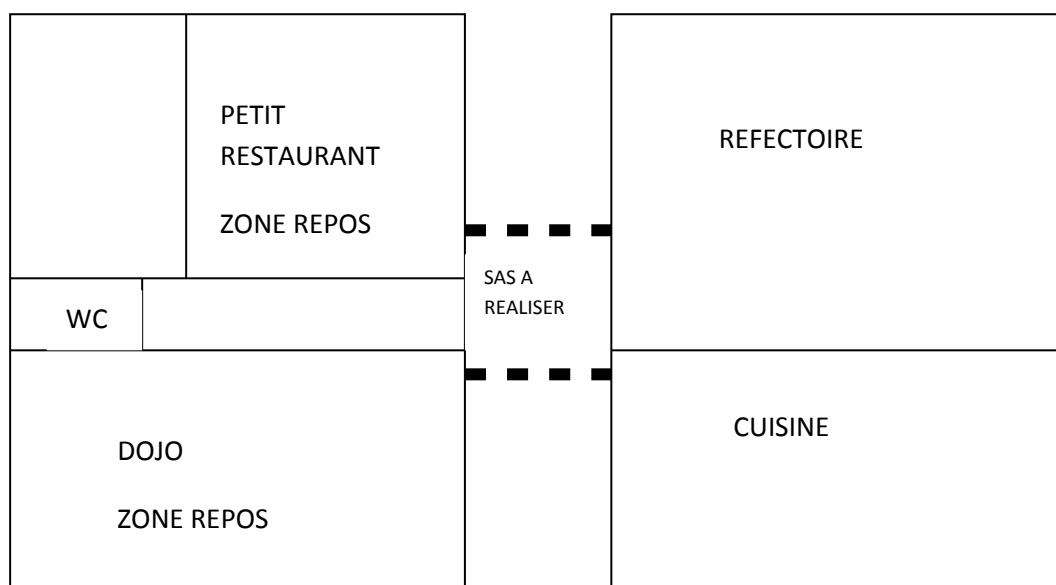 PETIT
RESTAURANT
ZONE REPOS
REFECTOIRE
SAS A
REALISER
WC
CUISINE
DOJO
ZONE REPOS